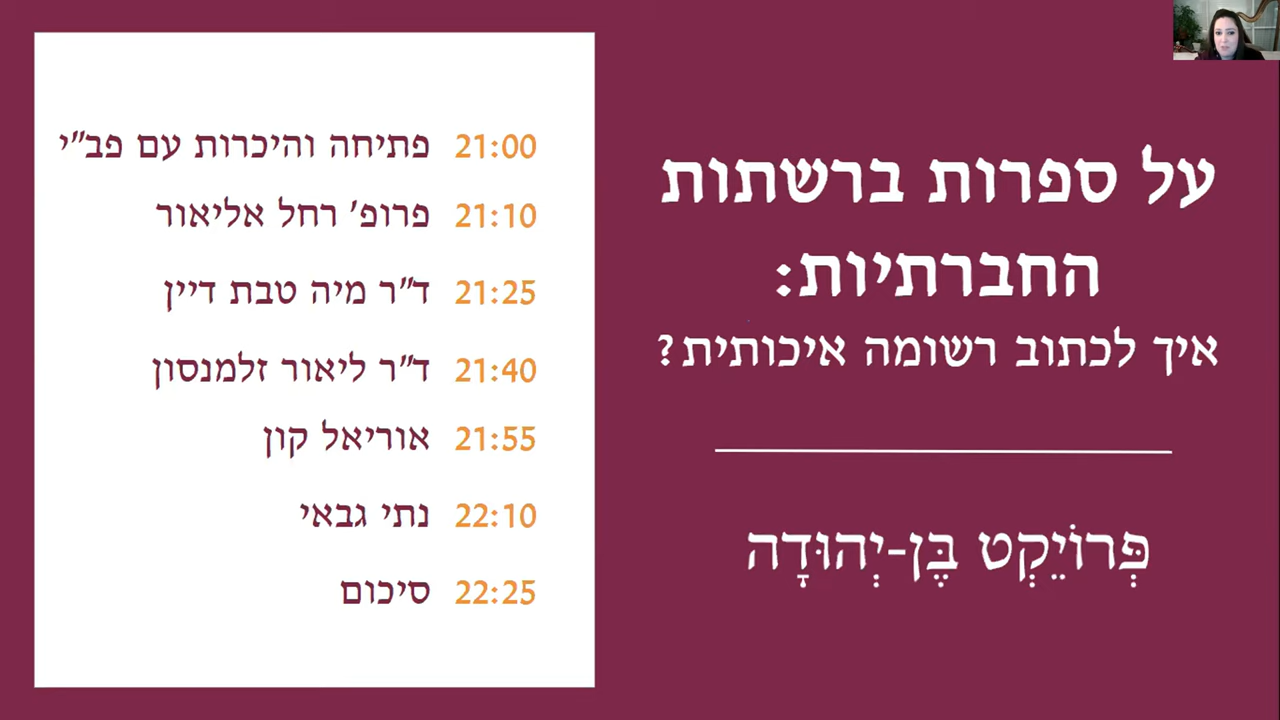 על ספרות ברשתות
החברתיות:
איך לכתוב רשומה איכותית?
פְּרוֹיֵקְט בֶּן-יְהוּדָה
21:00 פתיחה והיכרות עם פב"י
21:10 פרופ' רחל אליאור
21:25 ד"ר מיה טבת דיין
21:40 ד"ר ליאור זלמנסון
21:55 אוריאל קון
22:10 נתי גבאי
22:25 סיכום